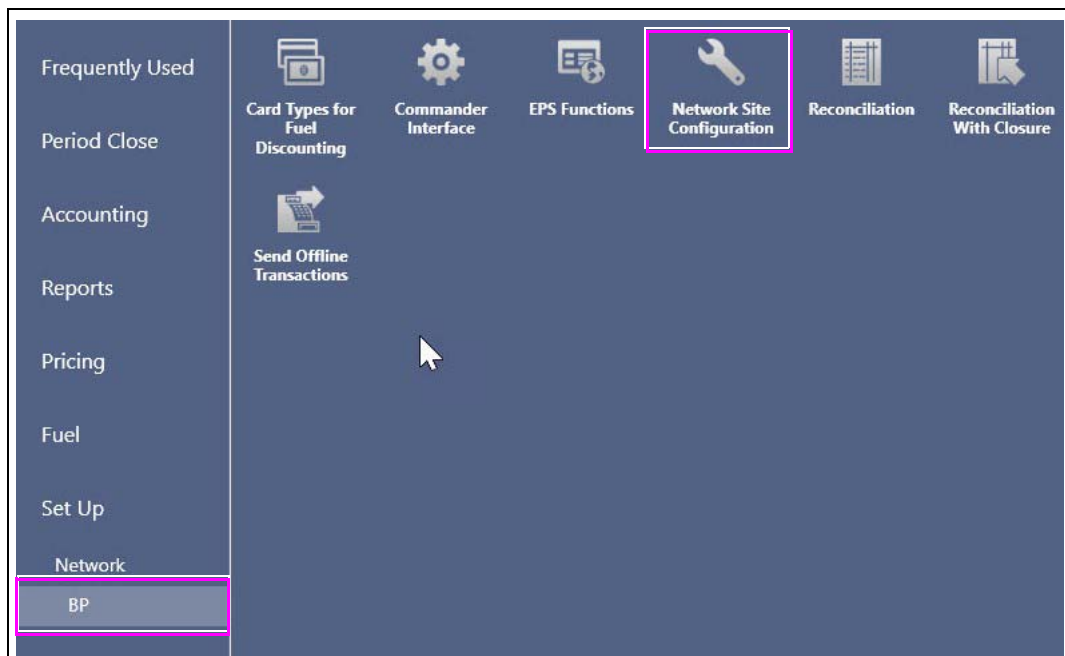 Frequently Used
Period Close
Accounting
Reports
Pricing
Fuel
Set Up
Network
BP
Card Types for
Fuel
Discounting
Commander
Interface
EPS Functions
Network Site
Configuration
Reconciliation
Reconciliation
With Closure
Send Offline
Transactions